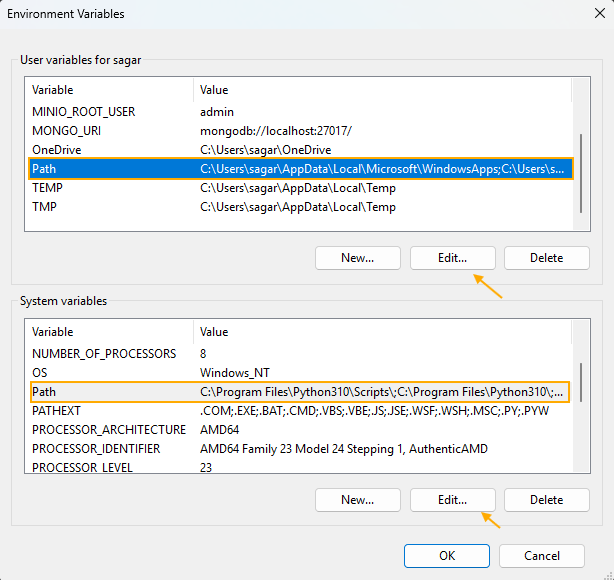 Environment Variables
User variables for sagar
Variable Value
MINIO_ROOT_USER admin
MONGO_URI mongodb://localhost:27017/
OneDrive C:\Users\sagar\OneDrive
Path C:\Users\sagar\AppData\Local\Microsoft\WindowsApps;C:\Users\s...
TEMP C:\Users\sagar\AppData\Local\Temp
TMP C:\Users\sagar\AppData\Local\Temp
New... Edit... Delete
System variables
Variable Value
NUMBER_OF_PROCESSORS 8
OS Windows_NT
Path C:\Program Files\Python310\Scripts\;C:\Program Files\Python310\;...
PATHEXT .COM;.EXE;.BAT;.CMD;.VBS;.VBE;.JS;.JSE;.WSF;.WSH;.MSC;.PY;.PYW
PROCESSOR_ARCHITECTURE AMD64
PROCESSOR_IDENTIFIER AMD64 Family 23 Model 24 Stepping 1, AuthenticAMD
PROCESSOR_LEVEL 23
New... Edit... Delete
OK Cancel